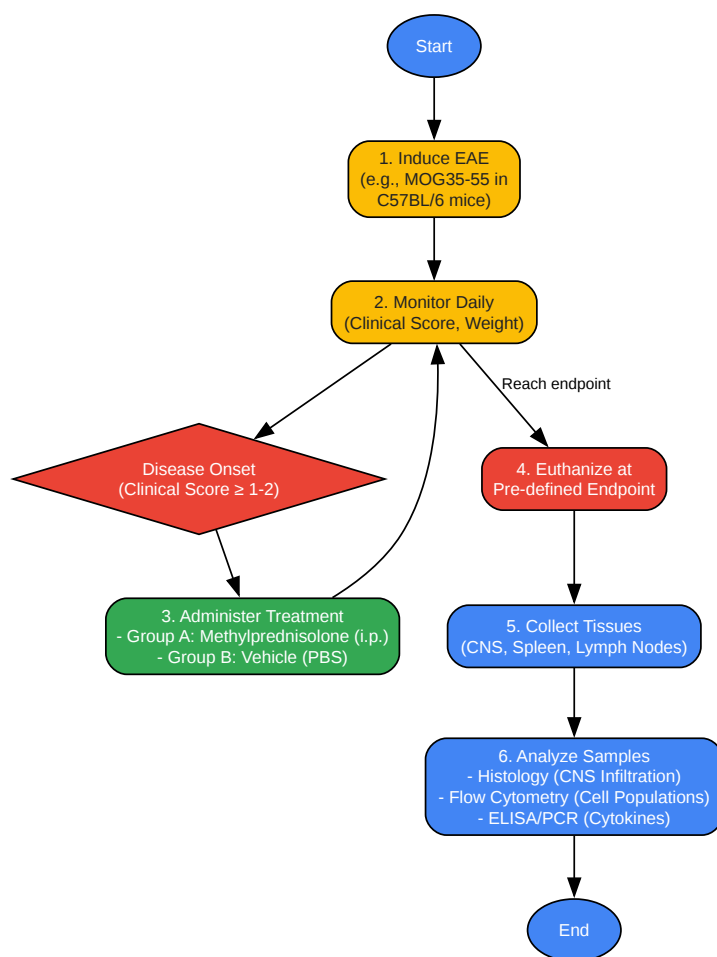 Start
1. Induce EAE
(e.g., MOG35-55 in
C57BL/6 mice)
2. Monitor Daily
(Clinical Score, Weight)
Reach endpoint
Disease Onset
(Clinical Score ≥ 1-2)
4. Euthanize at
Pre-defined Endpoint
3. Administer Treatment
- Group A: Methylprednisolone (i.p.)
- Group B: Vehicle (PBS)
5. Collect Tissues
(CNS, Spleen, Lymph Nodes)
6. Analyze Samples
- Histology (CNS Infiltration)
- Flow Cytometry (Cell Populations)
- ELISA/PCR (Cytokines)
End